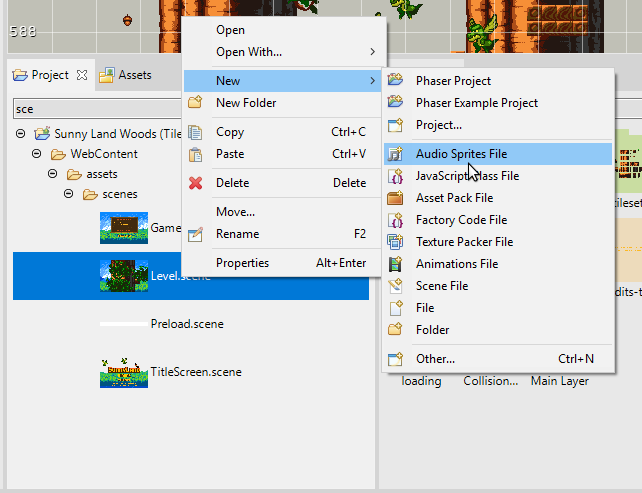 588
Project
Assets
sce
Sunny Land Woods (Tile
WebContent
assets
scenes
Game
Level.scene
Preload.scene
TitleScreen.scene
Open
Open With...
New
New Folder
Copy Ctrl+C
Paste Ctrl+V
Delete Delete
Move...
Rename F2
Properties Alt+Enter
Phaser Project
Phaser Example Project
Project...
Audio Sprites File
JavaScript Class File
Asset Pack File
Factory Code File
Texture Packer File
Animations File
Scene File
File
Folder
Other... Ctrl+N
tileset
dits-t
loading
Collision...
Main Layer